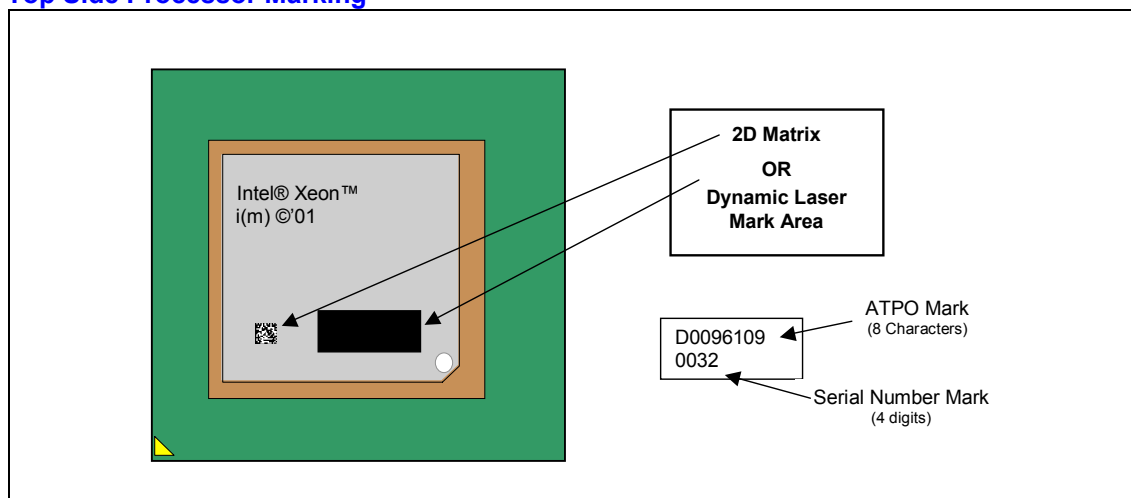 Top Side Processor Marking
Intel® Xeon™
i(m) ©'01
2D Matrix
OR
Dynamic Laser
Mark Area
ATPO Mark
(8 Characters)
D0096109
0032
Serial Number Mark
(4 digits)